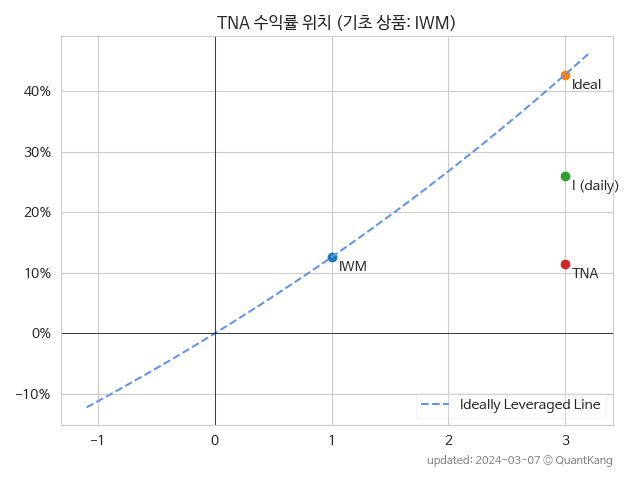 TNA 수익률 위치 (기초 상품: IWM)
40%
30%
20%
10%
0%
−10%
Ideal
I (daily)
IWM
TNA
Ideally Leveraged Line
−1
0
1
2
3
updated: 2024-03-07 © QuantKang